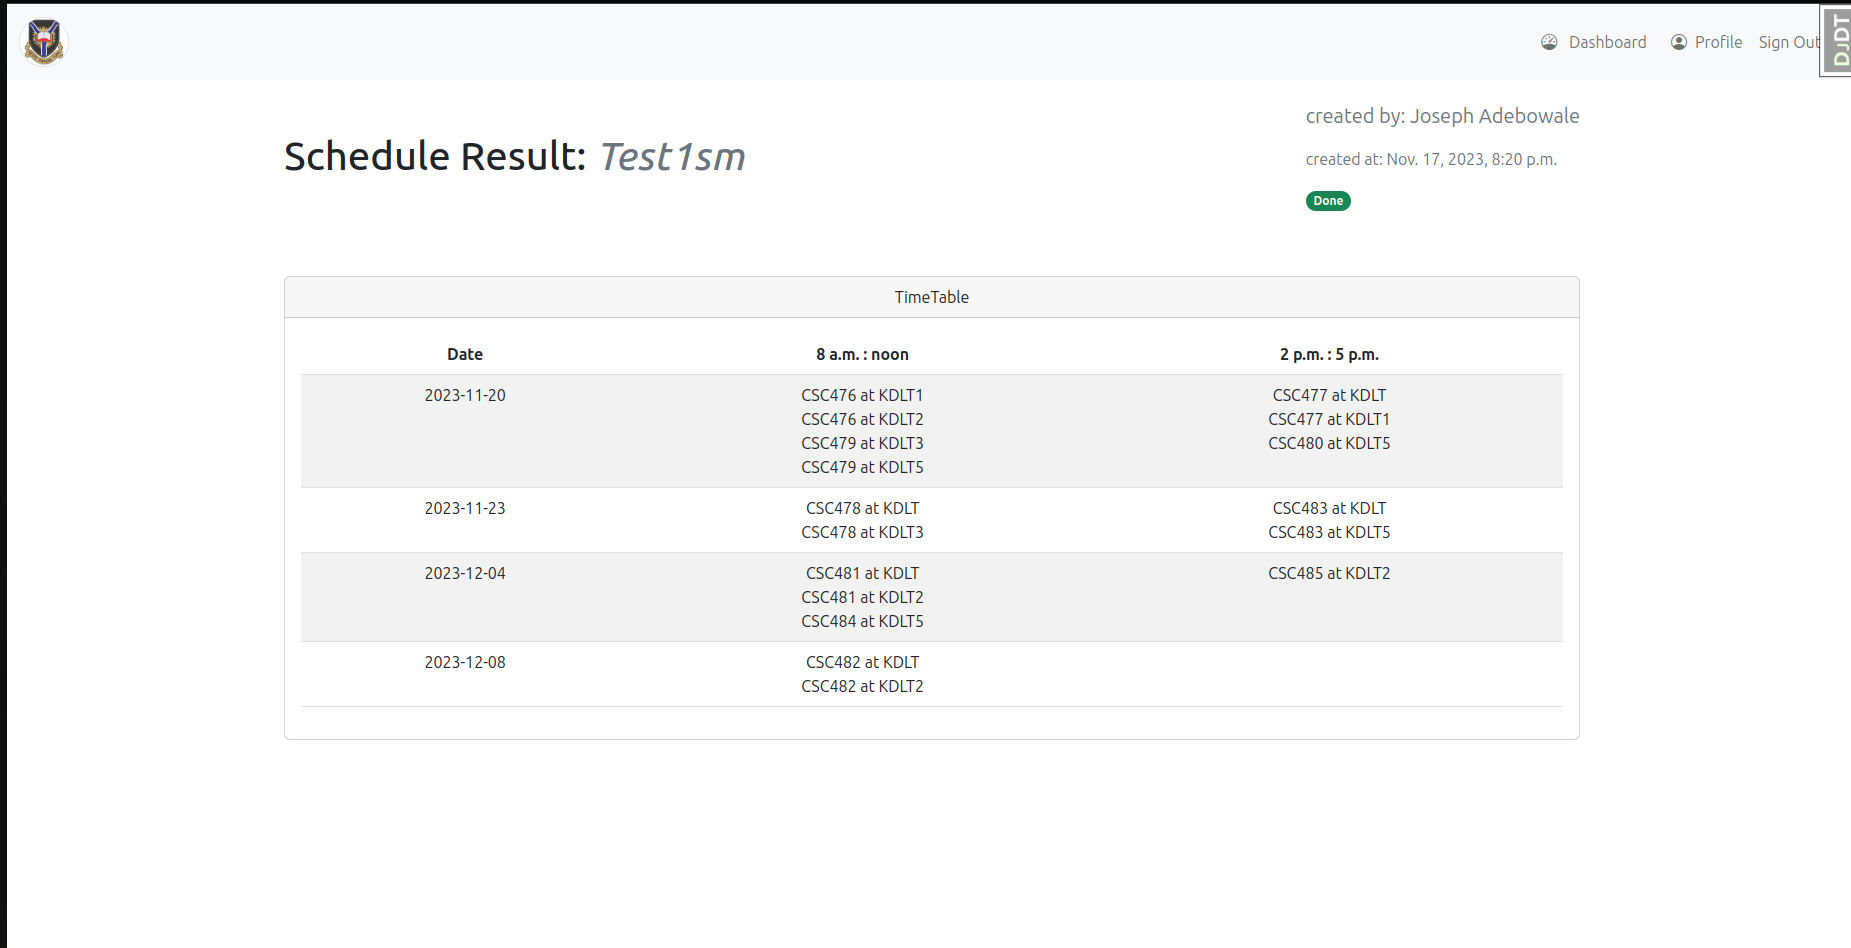 Dashboard Profile Sign Out
DJDT
created by: Joseph Adebowale
Schedule Result: Test1sm
created at: Nov. 17, 2023, 8:20 p.m.
Done
TimeTable
Date 8 a.m. : noon 2 p.m. : 5 p.m.
2023-11-20 CSC476 at KDLT1 CSC477 at KDLT
CSC476 at KDLT2 CSC477 at KDLT1
CSC479 at KDLT3 CSC480 at KDLT5
CSC479 at KDLT5
2023-11-23 CSC478 at KDLT CSC483 at KDLT
CSC478 at KDLT3 CSC483 at KDLT5
2023-12-04 CSC481 at KDLT CSC485 at KDLT2
CSC481 at KDLT2
CSC484 at KDLT5
2023-12-08 CSC482 at KDLT
CSC482 at KDLT2